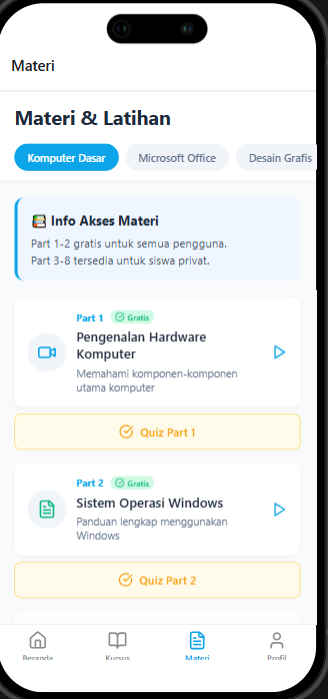 Materi
Materi & Latihan
Komputer Dasar
Microsoft Office
Desain Grafis
Info Akses Materi
Part 1-2 gratis untuk semua pengguna.
Part 3-8 tersedia untuk siswa privat.
Part 1
Gratis
Pengenalan Hardware
Komputer
Memahami komponen-komponen
utama komputer
Quiz Part 1
Part 2
Gratis
Sistem Operasi Windows
Panduan lengkap menggunakan
Windows
Quiz Part 2
Beranda
Kursus
Materi
Profil